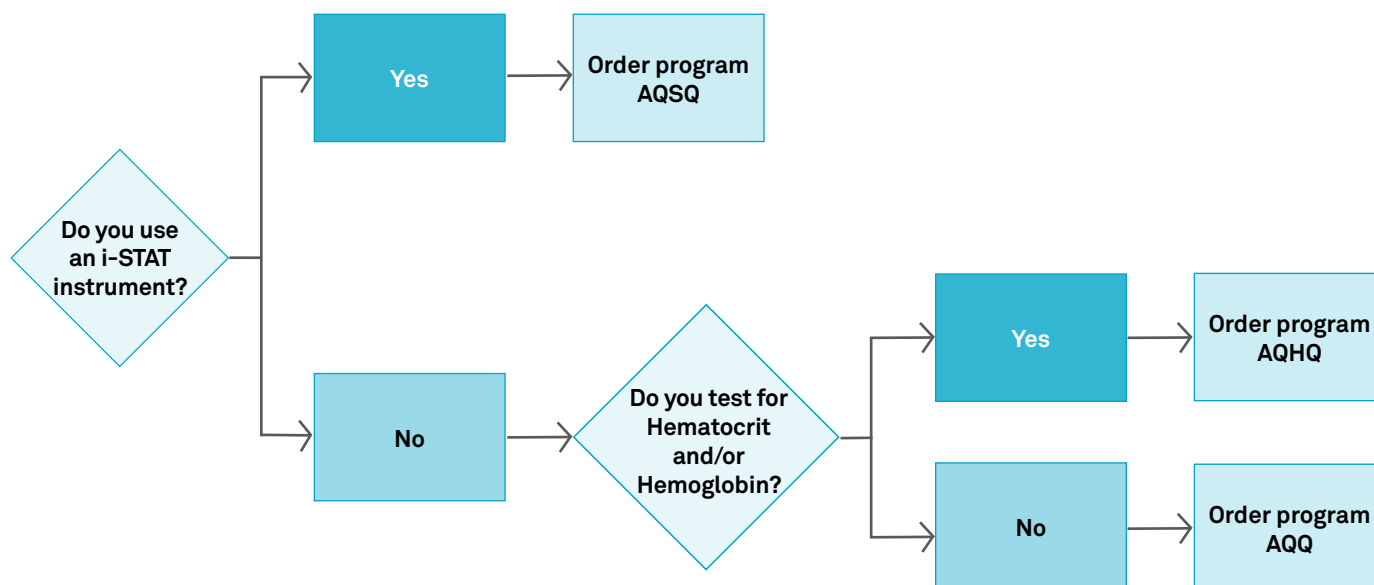 Yes
Order program
AQSQ
Do you use
an i-STAT
instrument?
No
Do you test for
Hematocrit
and/or
Hemoglobin?
Yes
Order program
AQHQ
No
Order program
AQQ